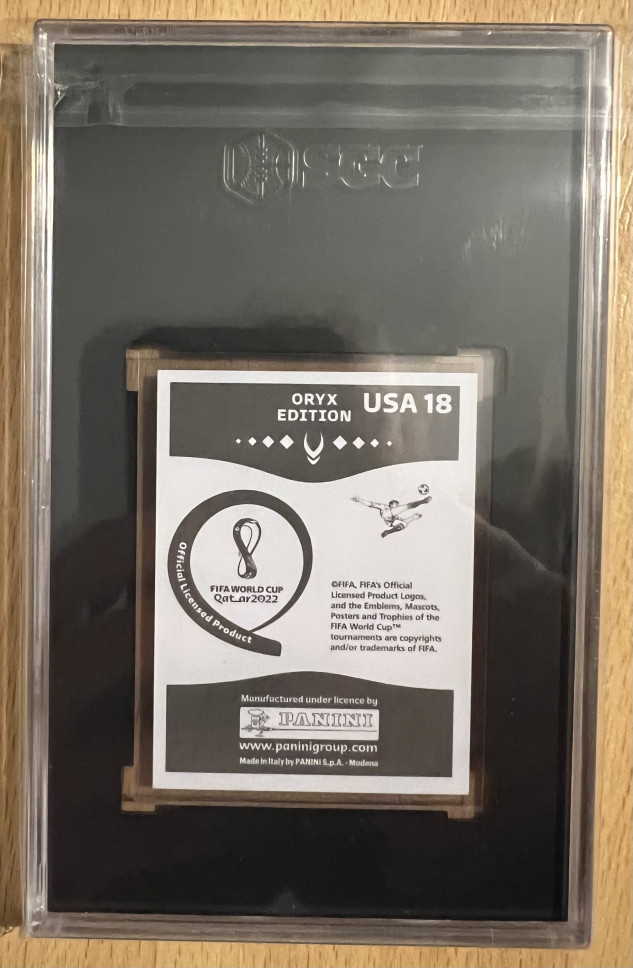 SGC
ORYX
EDITION
USA 18
Official Licensed Product
FIFA WORLD CUP
Qatar2022
©FIFA, FIFA's Official
Licensed Product Logos,
and the Emblems, Mascots,
Posters and Trophies of the
FIFA World Cup™
tournaments are copyrights
and/or trademarks of FIFA.
Manufactured under licence by
PANINI
www.paninigroup.com
Made in Italy by PANINI S.p.A. - Modena